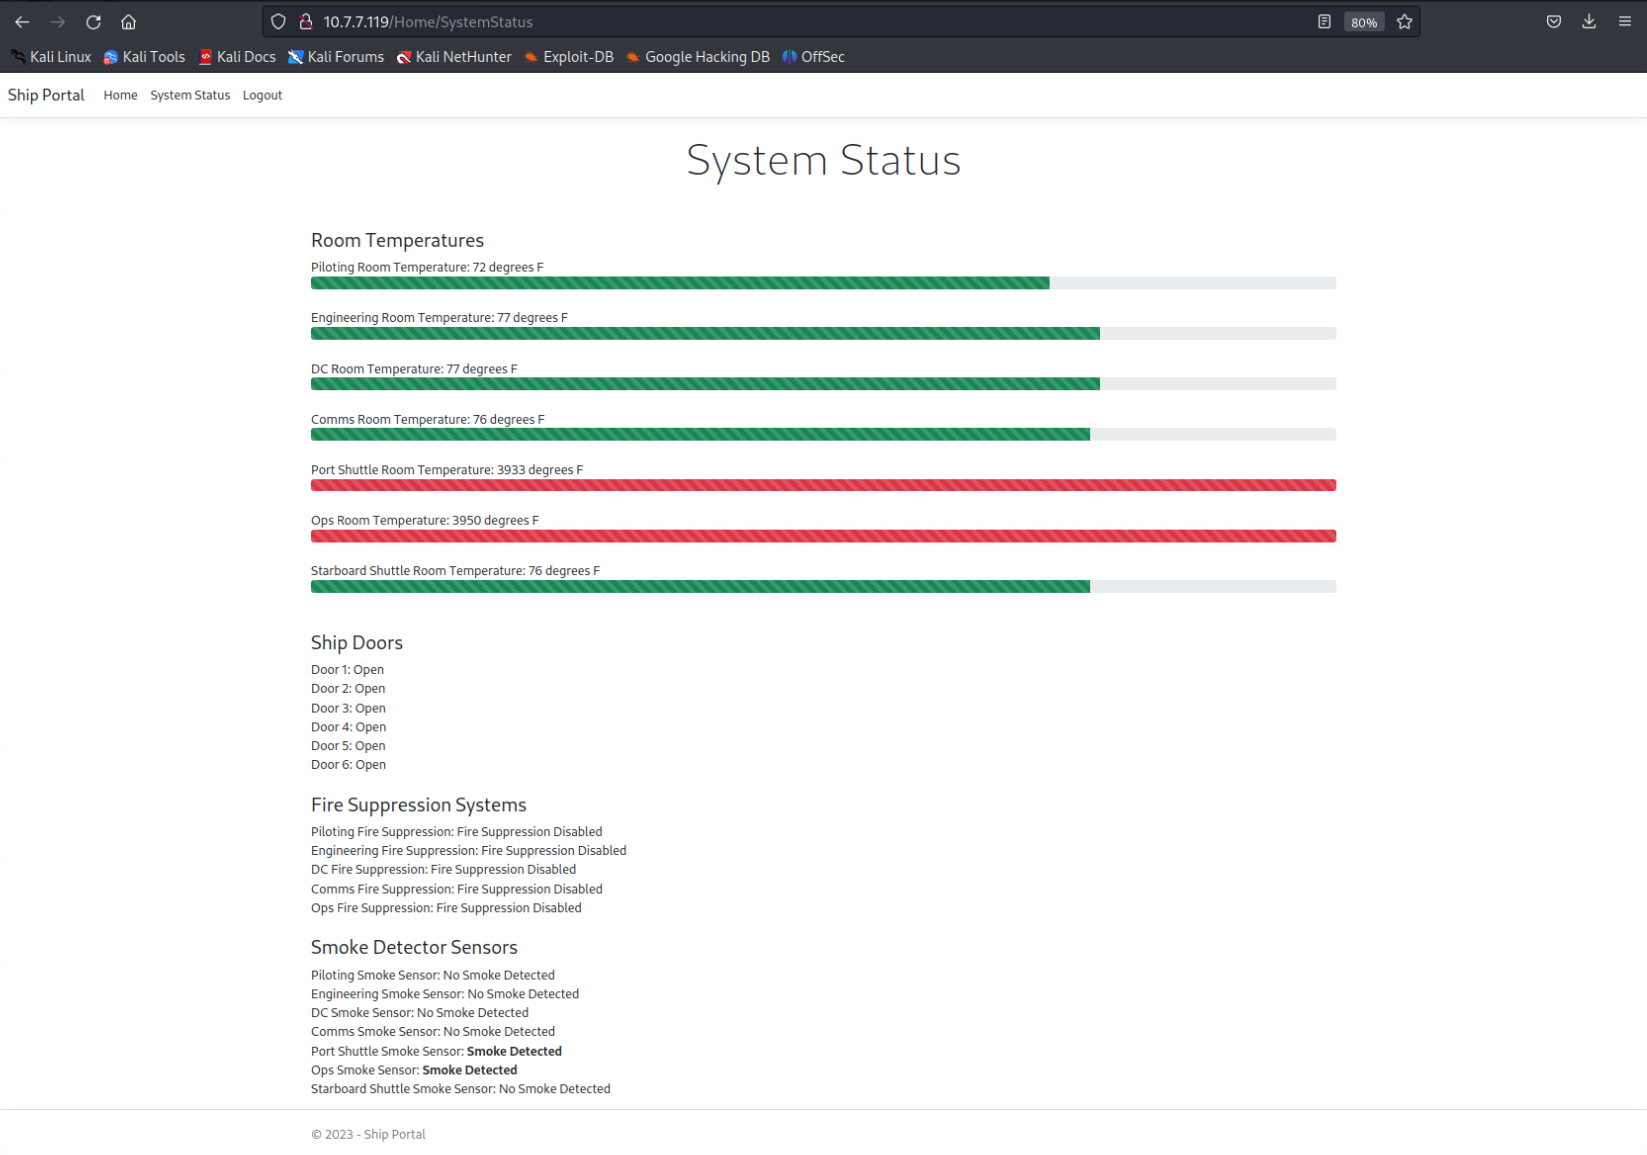 10.7.7.119/Home/SystemStatus
80%
Kali Linux Kali Tools Kali Docs Kali Forums Kali NetHunter Exploit-DB Google Hacking DB OffSec
Ship Portal Home System Status Logout
System Status
Room Temperatures
Piloting Room Temperature: 72 degrees F
Engineering Room Temperature: 77 degrees F
DC Room Temperature: 77 degrees F
Comms Room Temperature: 76 degrees F
Port Shuttle Room Temperature: 3933 degrees F
Ops Room Temperature: 3950 degrees F
Starboard Shuttle Room Temperature: 76 degrees F
Ship Doors
Door 1: Open
Door 2: Open
Door 3: Open
Door 4: Open
Door 5: Open
Door 6: Open
Fire Suppression Systems
Piloting Fire Suppression: Fire Suppression Disabled
Engineering Fire Suppression: Fire Suppression Disabled
DC Fire Suppression: Fire Suppression Disabled
Comms Fire Suppression: Fire Suppression Disabled
Ops Fire Suppression: Fire Suppression Disabled
Smoke Detector Sensors
Piloting Smoke Sensor: No Smoke Detected
Engineering Smoke Sensor: No Smoke Detected
DC Smoke Sensor: No Smoke Detected
Comms Smoke Sensor: No Smoke Detected
Port Shuttle Smoke Sensor: Smoke Detected
Ops Smoke Sensor: Smoke Detected
Starboard Shuttle Smoke Sensor: No Smoke Detected
© 2023 - Ship Portal